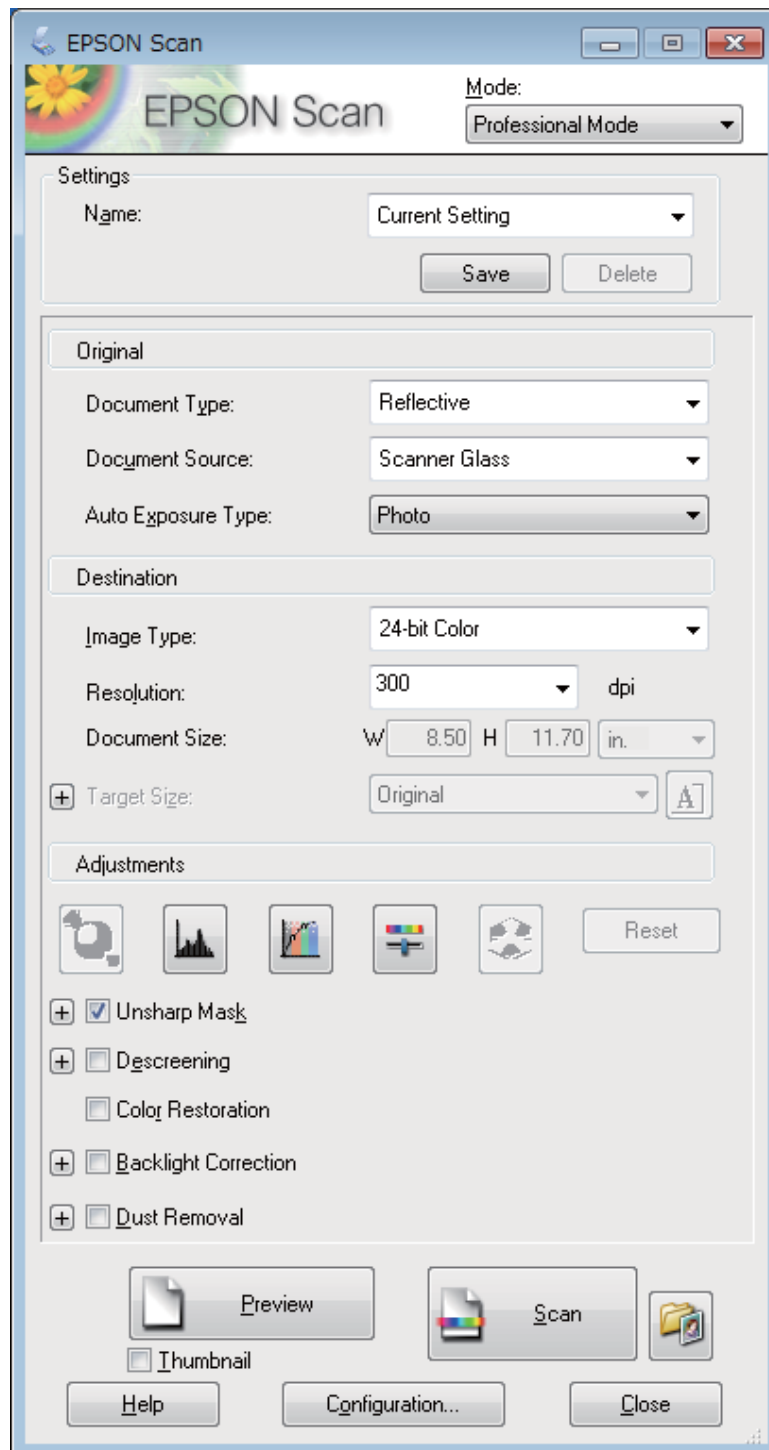 EPSON Scan
EPSON Scan
Mode:
Professional Mode
Settings
Name: Current Setting
Save Delete
Original
Document Type: Reflective
Document Source: Scanner Glass
Auto Exposure Type: Photo
Destination
Image Type: 24-bit Color
Resolution: 300 dpi
Document Size: W 8.50 H 11.70 in.
Target Size: Original A
Adjustments
Reset
Unsharp Mask
Descreening
Color Restoration
Backlight Correction
Dust Removal
Preview Scan
Thumbnail
Help Configuration... Close